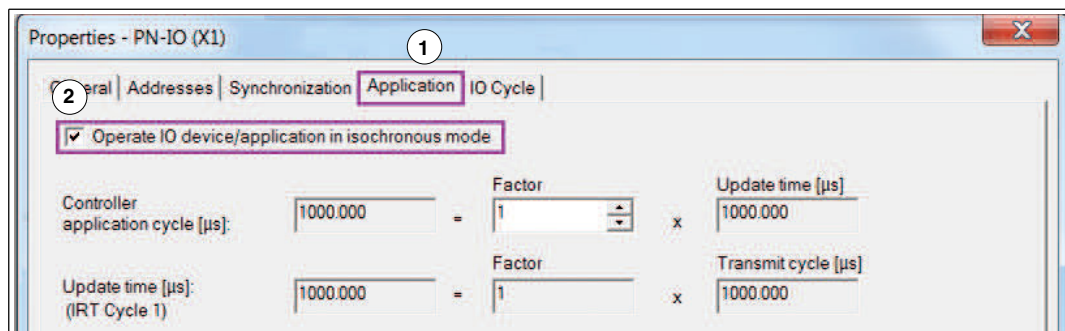 Properties - PN-IO (X1)
X
1
General Addresses Synchronization Application IO Cycle
2
Operate IO device/application in isochronous mode
Factor Update time [µs]
Controller
application cycle [µs]: 1000.000 = 1 x 1000.000
Factor Transmit cycle [µs]
Update time [µs]: 1000.000 = 1 x 1000.000
(IRT Cycle 1)